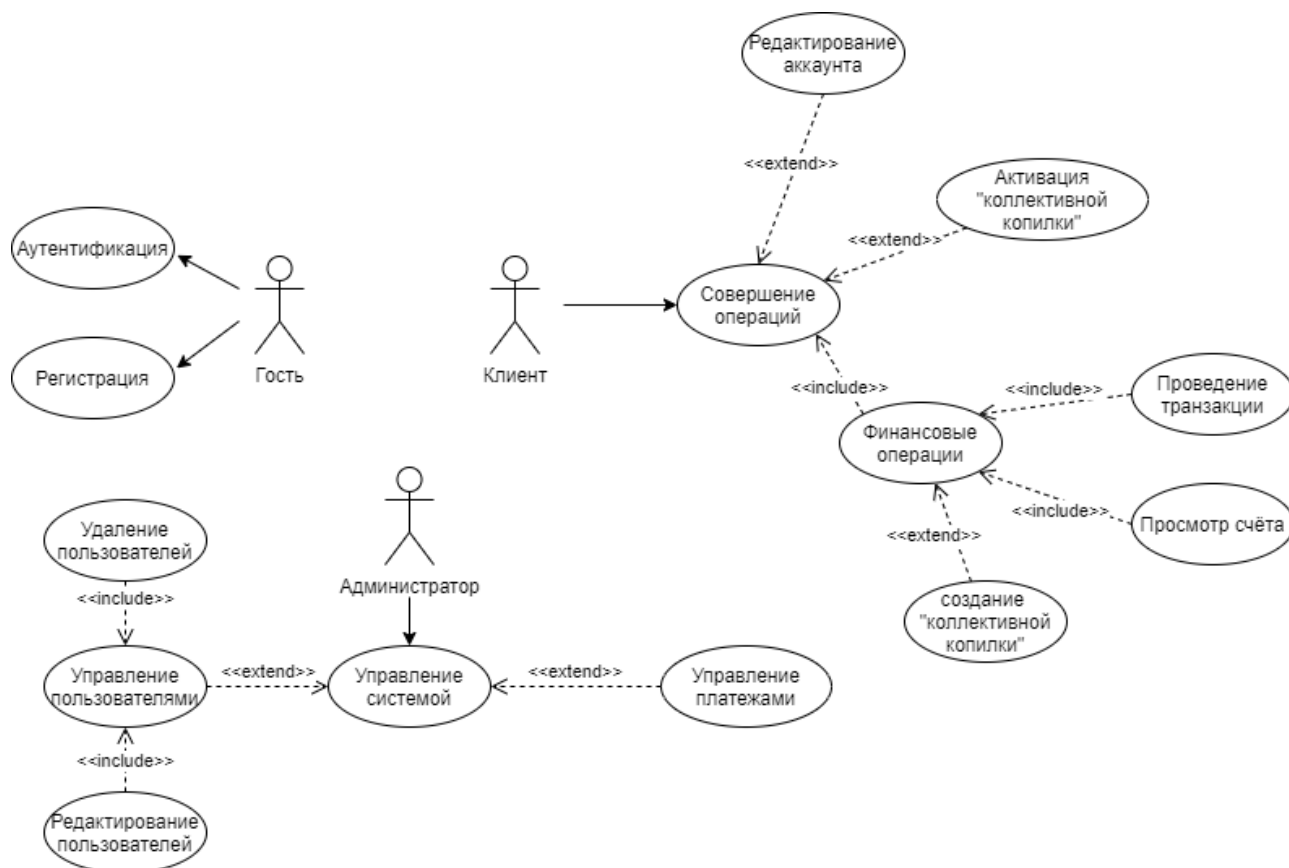 Редактирование
аккаунта
<<extend>>
Активация
"коллективной
копилки"
<<extend>>
Аутентификация
Регистрация
Гость
Клиент
Совершение
операций
<<include>>
Финансовые
операции
<<include>>
Проведение
транзакции
<<include>>
Просмотр счёта
<<extend>>
создание
"коллективной
копилки"
Администратор
Удаление
пользователей
<<include>>
Управление
пользователями
<<extend>>
Управление
системой
<<extend>>
Управление
платежами
<<include>>
Редактирование
пользователей